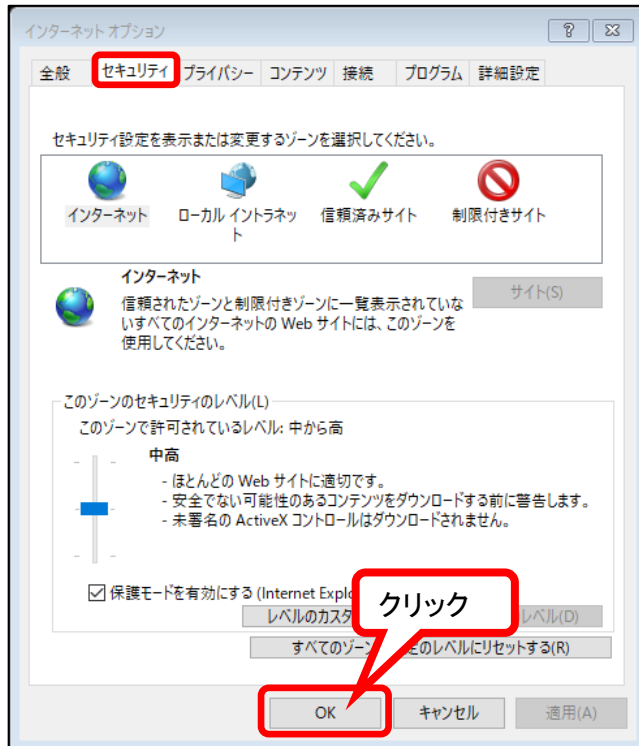 インターネット オプション
全般 セキュリティ プライバシー コンテンツ 接続 プログラム 詳細設定
セキュリティ設定を表示または変更するゾーンを選択してください。
インターネット ローカル イントラネッ 信頼済みサイト 制限付きサイト
ト
インターネット
サイト(S)
信頼されたゾーンと制限付きゾーンに一覧表示されていな
いすべてのインターネットの Web サイトには、このゾーンを
使用してください。
このゾーンのセキュリティのレベル(L)
このゾーンで許可されているレベル: 中から高
中高
- ほとんどの Web サイトに適切です。
- 安全でない可能性のあるコンテンツをダウンロードする前に警告します。
- 未署名の ActiveX コントロールはダウンロードされません。
保護モードを有効にする (Internet
クリック
レベルのカス レベル(D)
すべてのゾーン のレベルにリセットする(R)
OK キャンセル 適用(A)